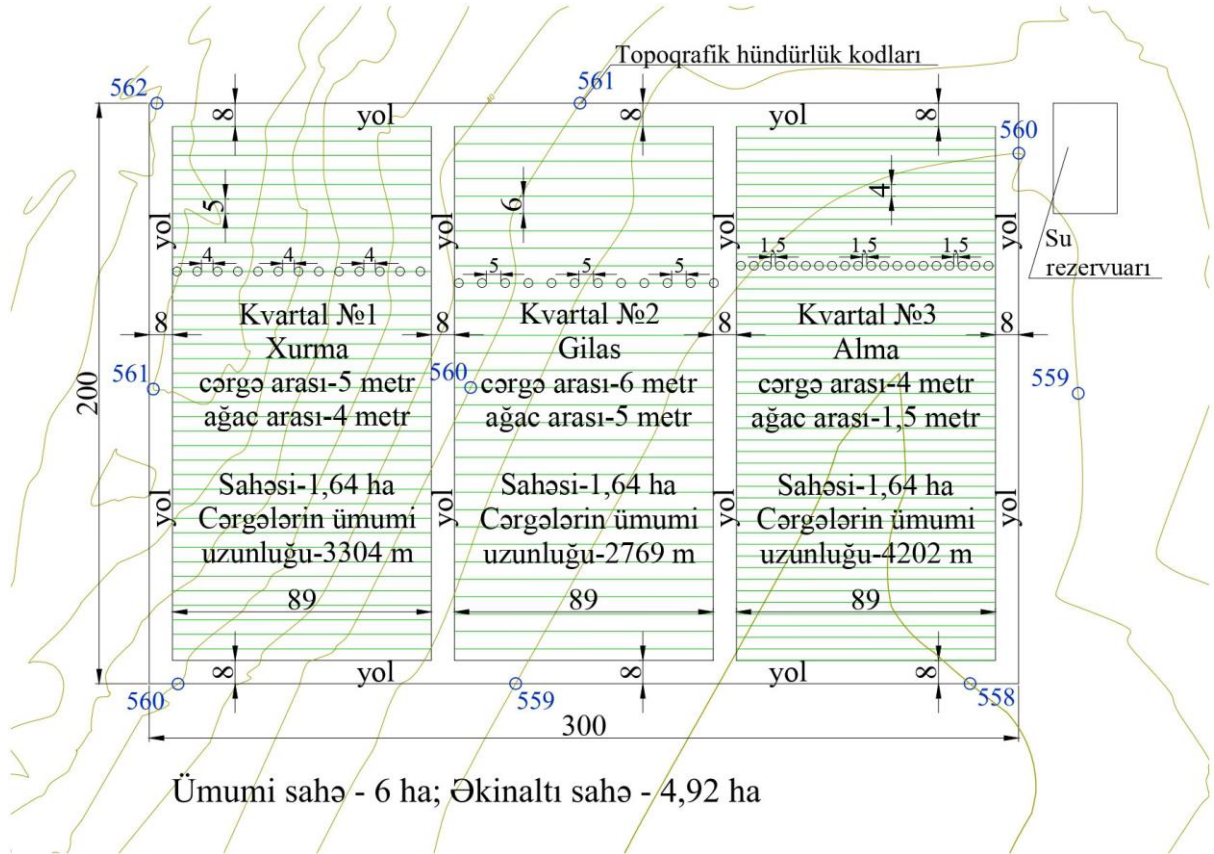 Topoqrafik hündürlük kodları
562
561
8
yol
8
yol
8
560
5
6
4
yol
yol
yol
yol
Su
rezervuarı
4
4
4
5
5
5
1,5
1,5
1,5
8
Kvartal №1
Xurma
cərgə arası-5 metr
ağac arası-4 metr
Sahəsi-1,64 ha
Cərgələrin ümumi
uzunluğu-3304 m
89
8
Kvartal №2
Gilas
cərgə arası-6 metr
ağac arası-5 metr
Sahəsi-1,64 ha
Cərgələrin ümumi
uzunluğu-2769 m
89
8
Kvartal №3
Alma
cərgə arası-4 metr
ağac arası-1,5 metr
Sahəsi-1,64 ha
Cərgələrin ümumi
uzunluğu-4202 m
89
8
561
560
559
200
yol
yol
yol
yol
8
yol
8
yol
8
560
559
558
300
Ümumi sahə - 6 ha; Əkinaltı sahə - 4,92 ha